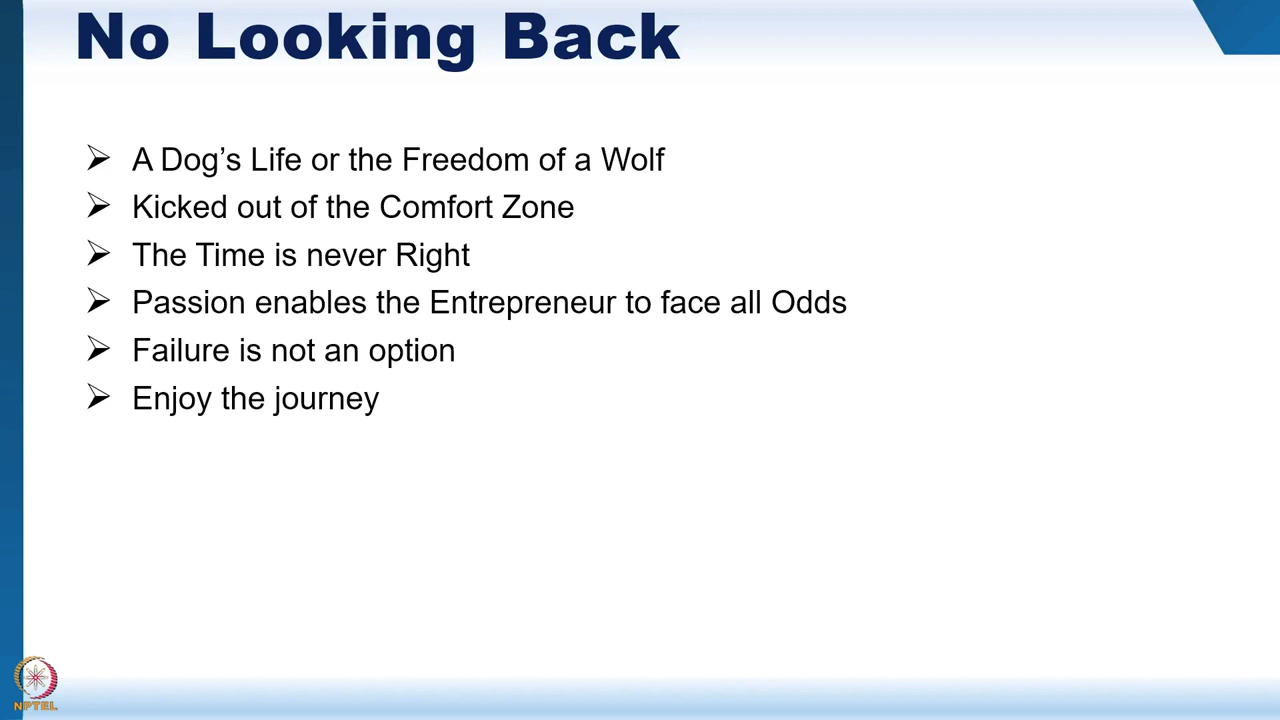 No Looking Back
A Dog’s Life or the Freedom of a Wolf
Kicked out of the Comfort Zone
The Time is never Right
Passion enables the Entrepreneur to face all Odds
Failure is not an option
Enjoy the journey
NPTEL